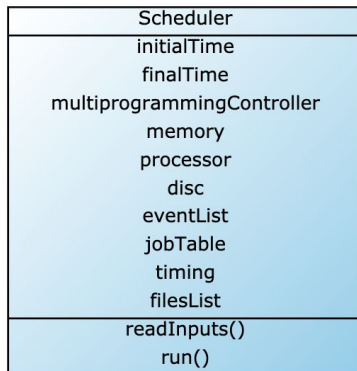 Scheduler
initialTime
finalTime
multiprogrammingController
memory
processor
disc
eventList
jobTable
timing
filesList
readInputs()
run()